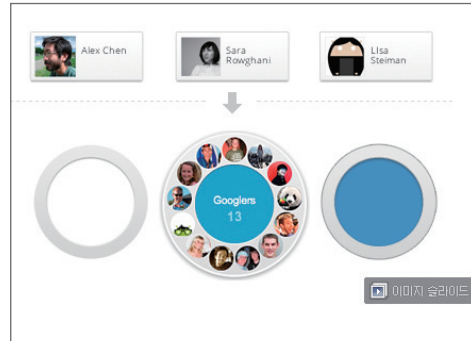 Alex Chen
Sara
Rowghani
LIsa
Steiman
Googlers
13
이미지 슬라이드